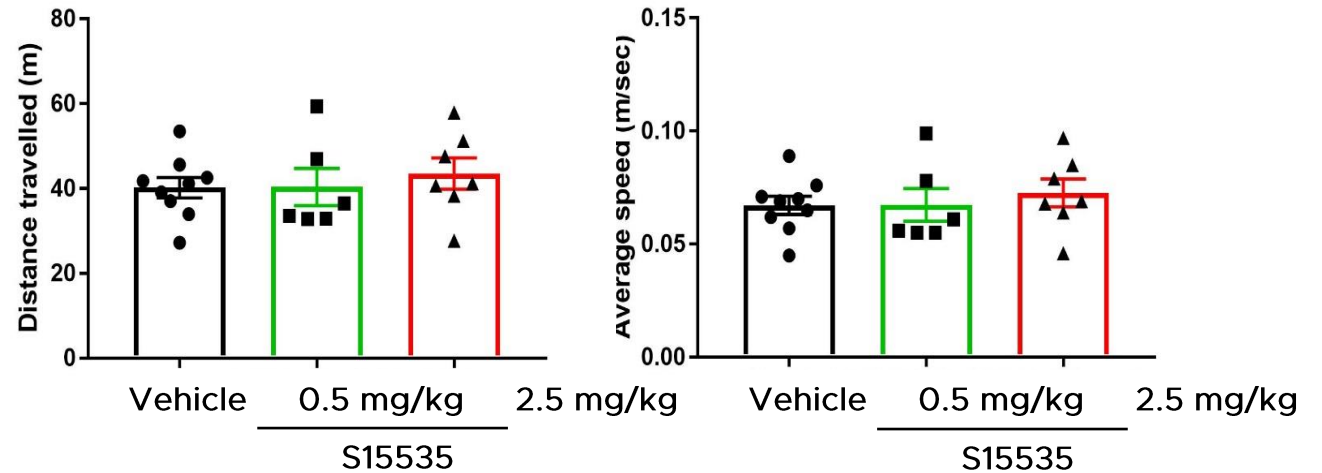 Distance travelled (m)
80
60
40
20
0
Vehicle 0.5 mg/kg 2.5 mg/kg
S15535
Average speed (m/sec)
0.15
0.10
0.05
0.00
Vehicle 0.5 mg/kg 2.5 mg/kg
S15535